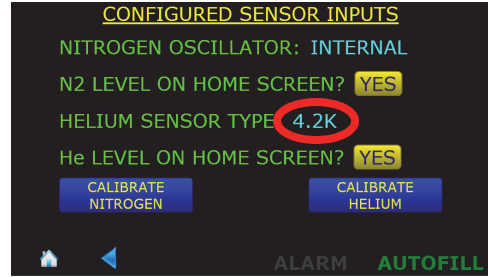 CONFIGURED SENSOR INPUTS
NITROGEN OSCILLATOR: INTERNAL
N2 LEVEL ON HOME SCREEN? YES
HELIUM SENSOR TYPE 4.2K
He LEVEL ON HOME SCREEN? YES
CALIBRATE
NITROGEN
CALIBRATE
HELIUM
ALARM AUTOFILL